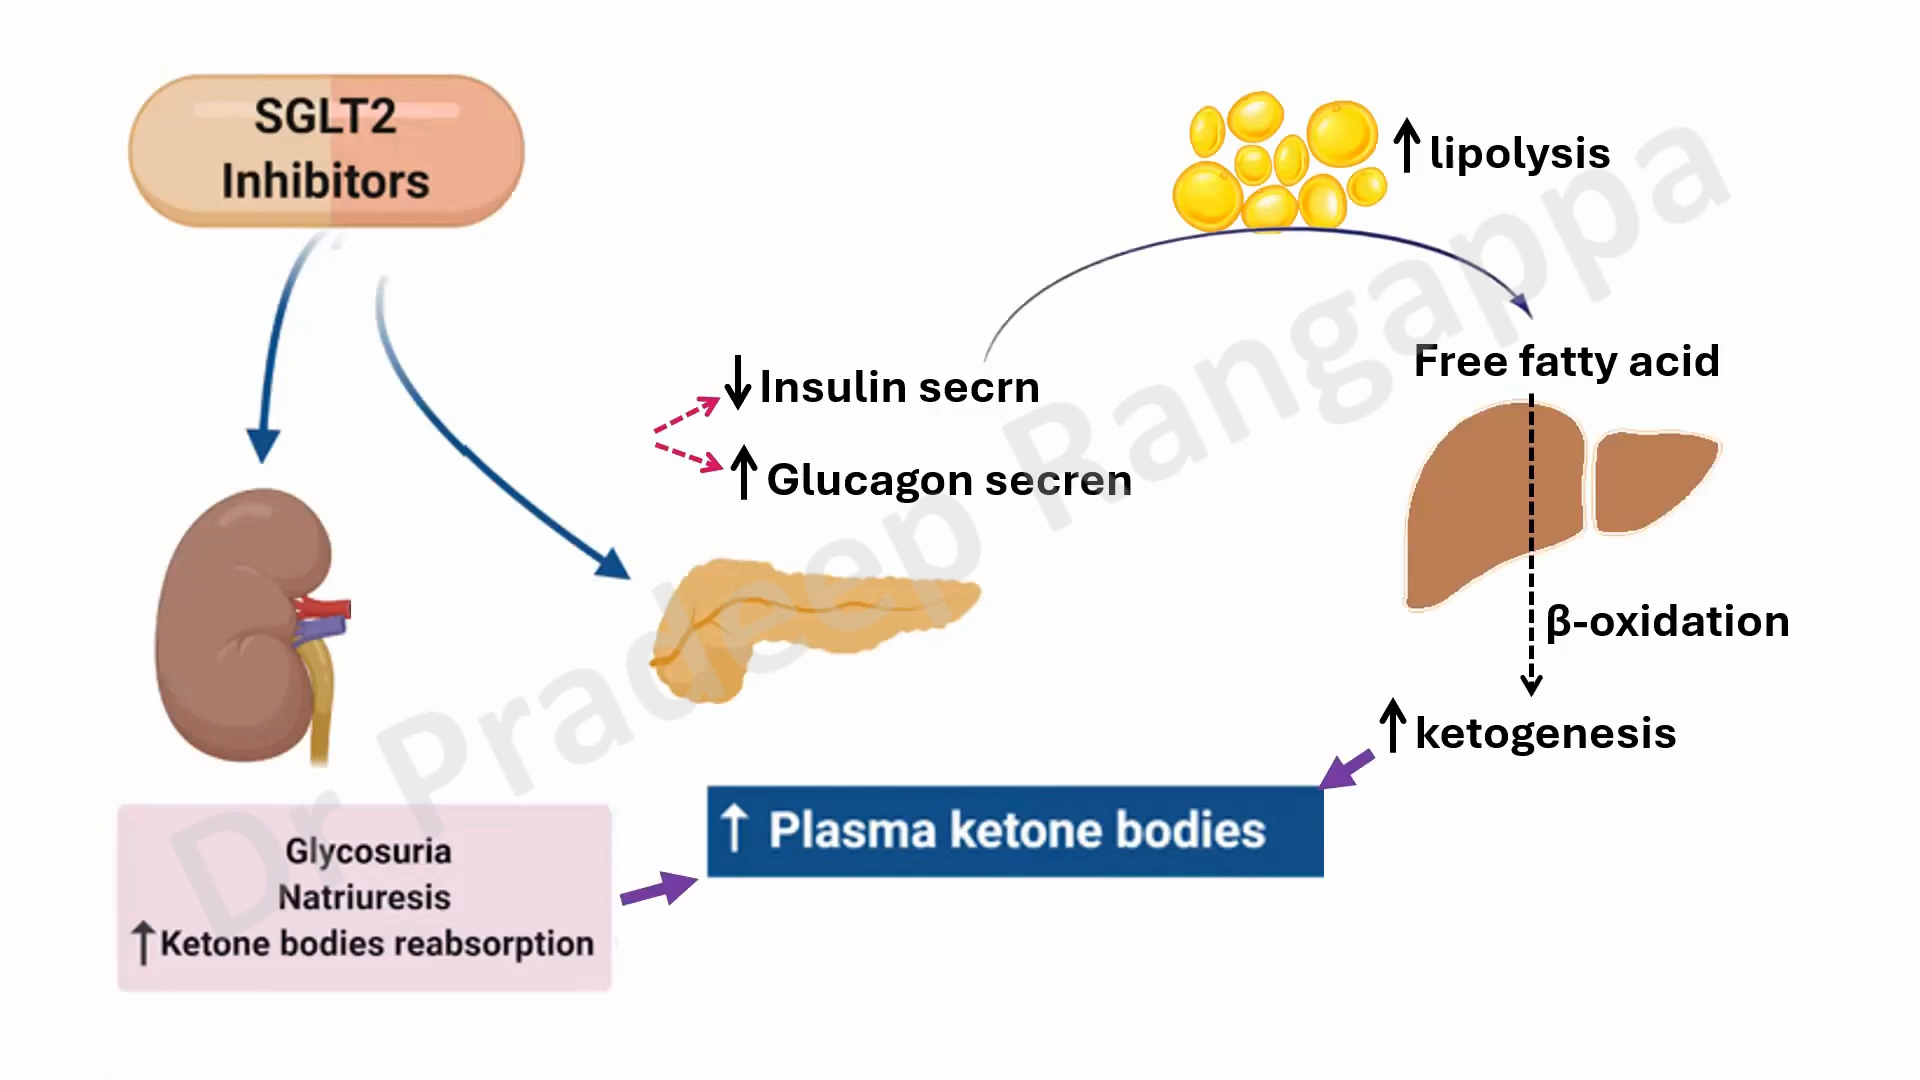 SGLT2
Inhibitors
↑ lipolysis
Free fatty acid
↓ Insulin secrn
↑ Glucagon secren
β-oxidation
↑ ketogenesis
↑ Plasma ketone bodies
Glycosuria
Natriuresis
↑Ketone bodies reabsorption
Dr Pradeep Rangappa